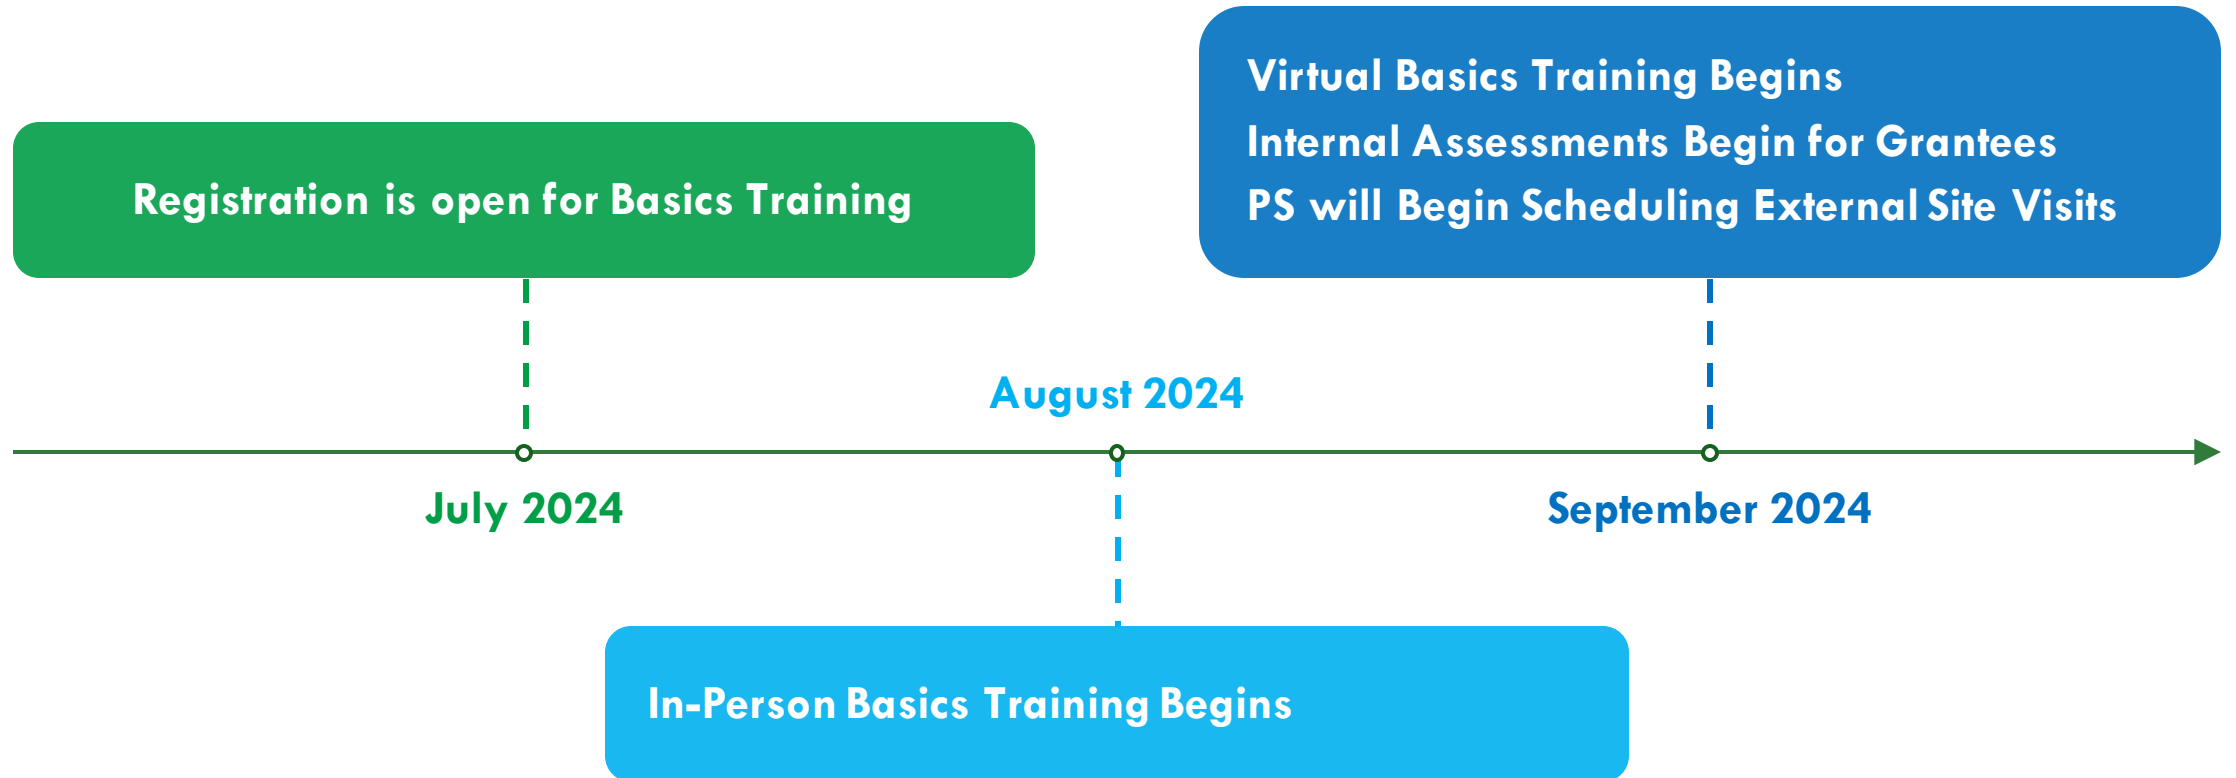 Virtual Basics Training Begins
Internal Assessments Begin for Grantees
PS will Begin Scheduling External Site Visits
Registration is open for Basics Training
August 2024
July 2024
September 2024
In-Person Basics Training Begins